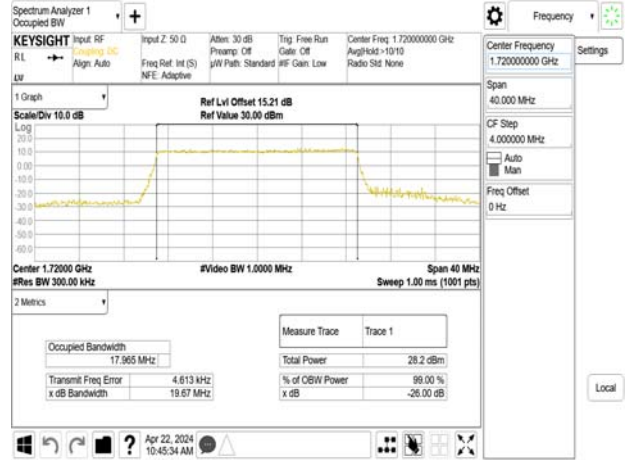 Spectrum Analyzer 1
Occupied BW
+
Frequency
KEYSIGHT Input: RF Input Z: 50 Ω Atten: 30 dB Trig: Free Run Center Freq: 1.720000000 GHz
RL Coupling: DC Preamp: Off Gate: Off Avg|Hold:>10/10
Align: Auto Freq Ref: Int (S) µW Path: Standard #IF Gain: Low Radio Std: None
NFE: Adaptive
Center Frequency
1.720000000 GHz
Settings
Span
40.000 MHz
CF Step
4.000000 MHz
Auto
Man
Freq Offset
0 Hz
Local
1 Graph
Ref Lvl Offset 15.21 dB
Scale/Div 10.0 dB Ref Value 30.00 dBm
Log
20.0
10.0
0.00
-10.0
-20.0
-30.0
-40.0
-50.0
-60.0
Center 1.72000 GHz #Video BW 1.0000 MHz Span 40 MHz
#Res BW 300.00 kHz Sweep 1.00 ms (1001 pts)
2 Metrics
Measure Trace Trace 1
Occupied Bandwidth
17.965 MHz
Total Power 28.2 dBm
Transmit Freq Error 4.613 kHz % of OBW Power 99.00 %
x dB Bandwidth 19.67 MHz x dB -26.00 dB
?
Apr 22, 2024
10:45:34 AM